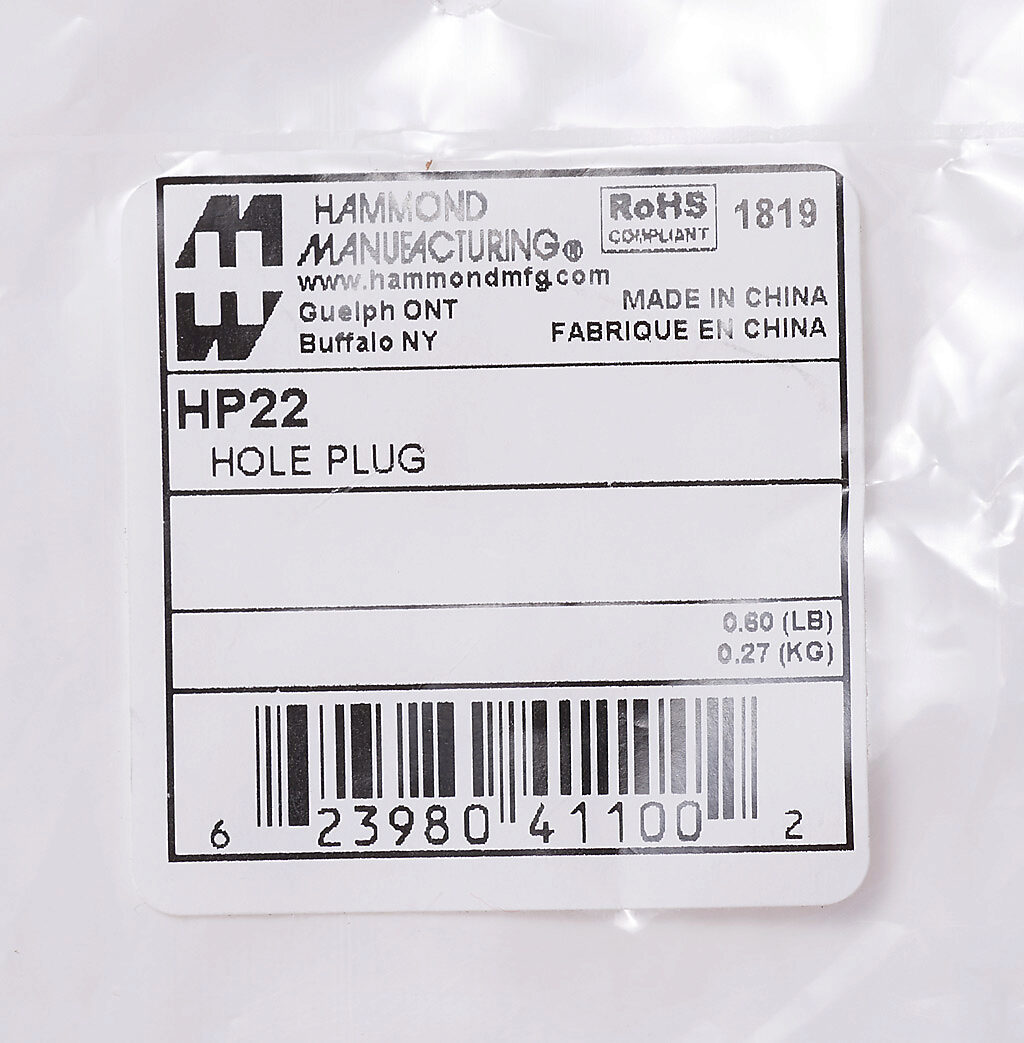 HAMMOND
MANUFACTURING®
www.hammondmfg.com
Guelph ONT
Buffalo NY
RoHS
COMPLIANT
1819
MADE IN CHINA
FABRIQUE EN CHINA
HP22
HOLE PLUG
0.60 (LB)
0.27 (KG)
6 23980 41100 2